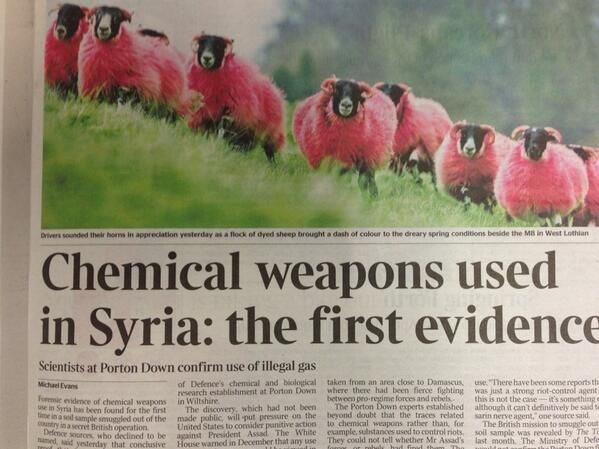 Drivers sounded their horns in appreciation yesterday as a flock of dyed sheep brought a dash of colour to the dreary spring conditions beside the M8 in West Lothian
Chemical weapons used
in Syria: the first evidence
Scientists at Porton Down confirm use of illegal gas
Michael Evans
Forensic evidence of chemical weapons
use in Syria has been found for the first
time in a soil sample smuggled out of the
country in a secret British operation.
Defence sources, who declined to be
named, said yesterday that conclusive
of Defence's chemical and biological
research establishment at Porton Down
in Wiltshire.
The discovery, which had not been
made public, will put pressure on the
United States to consider punitive action
against President Assad. The White
House warned in December that any use
taken from an area close to Damascus,
where there had been fierce fighting
between pro-regime forces and rebels.
The Porton Down experts established
beyond doubt that the traces related
to chemical weapons rather than, for
example, substances used to control riots.
They could not tell whether Mr Assad's
forces or rebels had fired them. The
use. "There have been some reports th
was just a strong riot-control agent
this is not the case — it's something e
although it can't definitively be said to
sarin nerve agent," one source said.
The British mission to smuggle out
soil sample was revealed by The Ti
last month. The Ministry of Defe